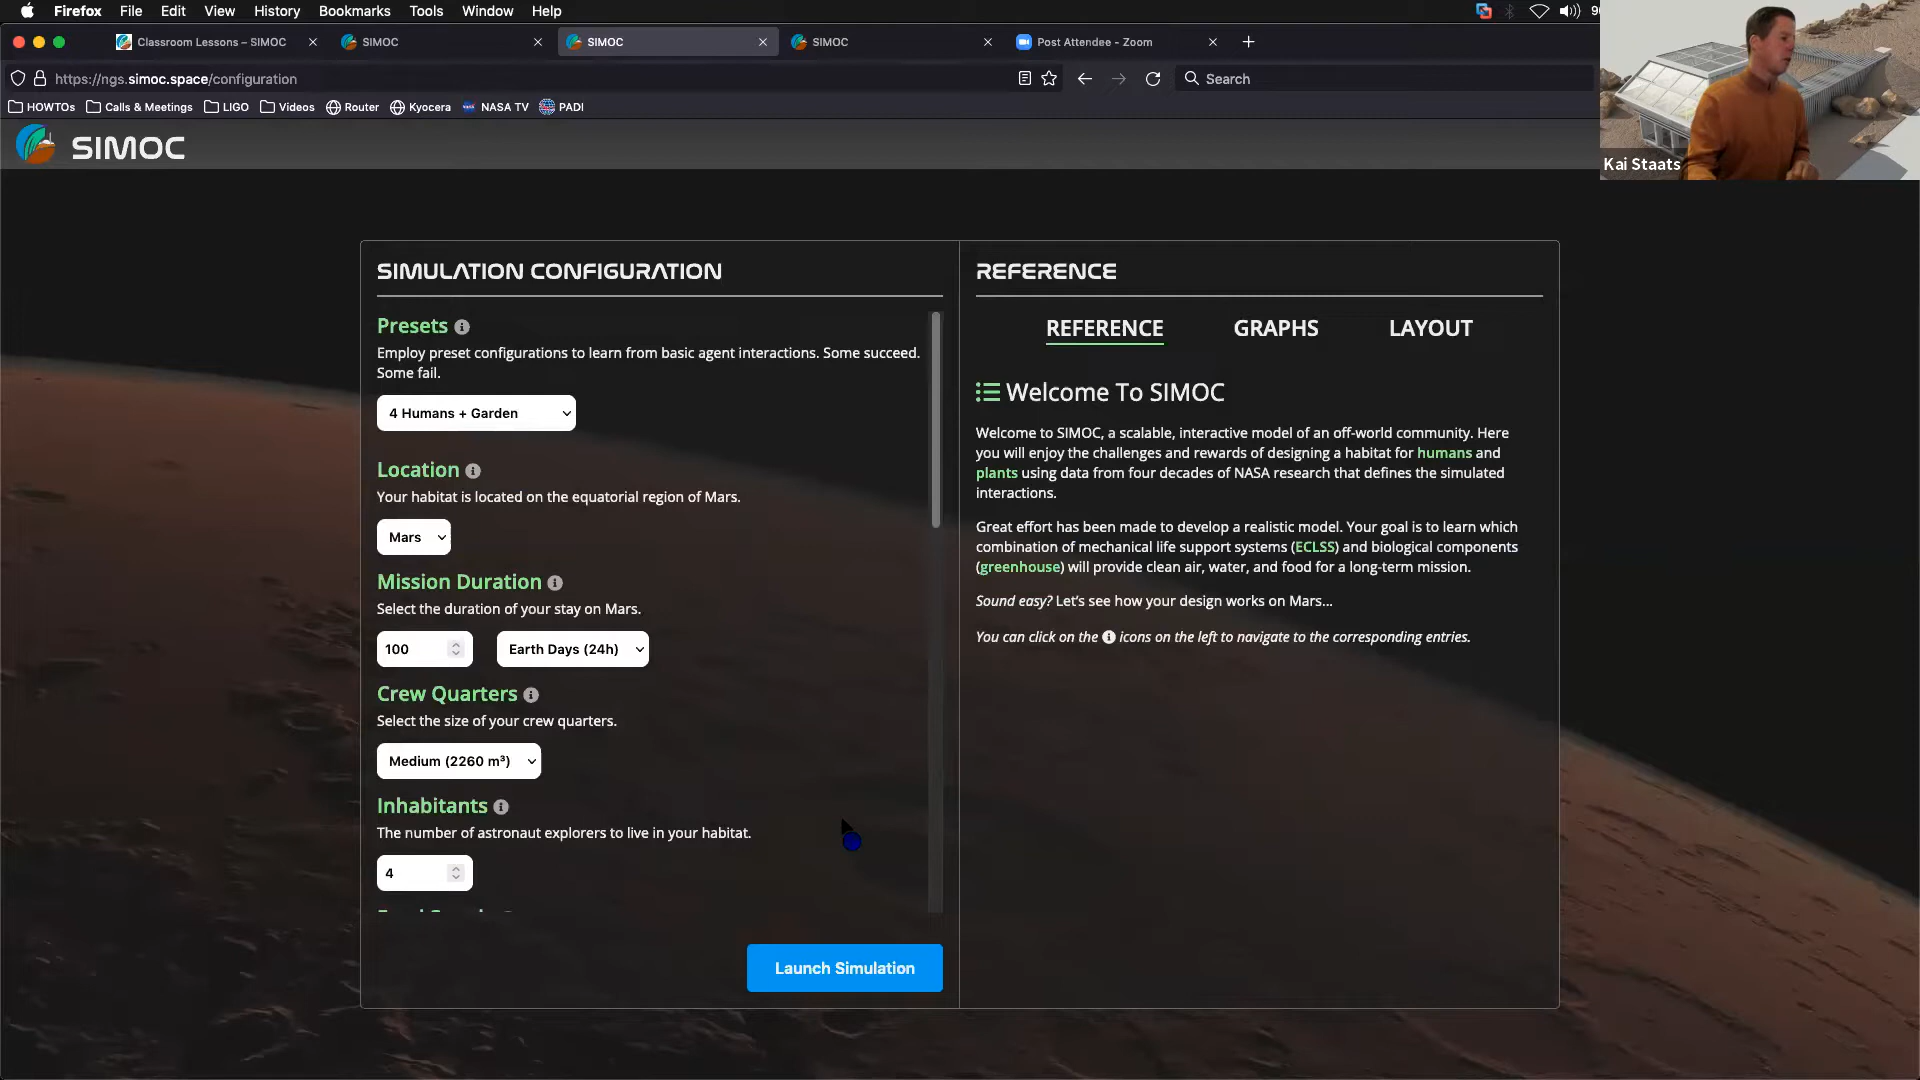 Firefox File Edit View History Bookmarks Tools Window Help
Classroom Lessons – SIMOC
SIMOC
SIMOC
SIMOC
Post Attendee - Zoom
https://ngs.simoc.space/configuration
Search
HOWTOs Calls & Meetings LIGO Videos Router Kyocera NASA TV PADI
Kai Staats
SIMOC
SIMULATION CONFIGURATION
Presets
Employ preset configurations to learn from basic agent interactions. Some succeed.
Some fail.
4 Humans + Garden
Location
Your habitat is located on the equatorial region of Mars.
Mars
Mission Duration
Select the duration of your stay on Mars.
100 Earth Days (24h)
Crew Quarters
Select the size of your crew quarters.
Medium (2260 m³)
Inhabitants
The number of astronaut explorers to live in your habitat.
4
Launch Simulation
REFERENCE
REFERENCE GRAPHS LAYOUT
Welcome To SIMOC
Welcome to SIMOC, a scalable, interactive model of an off-world community. Here
you will enjoy the challenges and rewards of designing a habitat for humans and
plants using data from four decades of NASA research that defines the simulated
interactions.
Great effort has been made to develop a realistic model. Your goal is to learn which
combination of mechanical life support systems (ECLSS) and biological components
(greenhouse) will provide clean air, water, and food for a long-term mission.
Sound easy? Let's see how your design works on Mars...
You can click on the icons on the left to navigate to the corresponding entries.